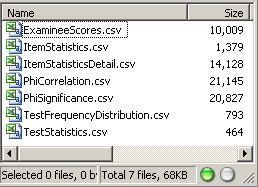 Name Size
ExamineeScores.csv 10,009
ItemStatistics.csv 1,379
ItemStatisticsDetail.csv 14,128
PhiCorrelation.csv 21,145
PhiSignificance.csv 20,827
TestFrequencyDistribution.csv 793
TestStatistics.csv 464
Selected 0 files, 0 by Total 7 files, 68KB